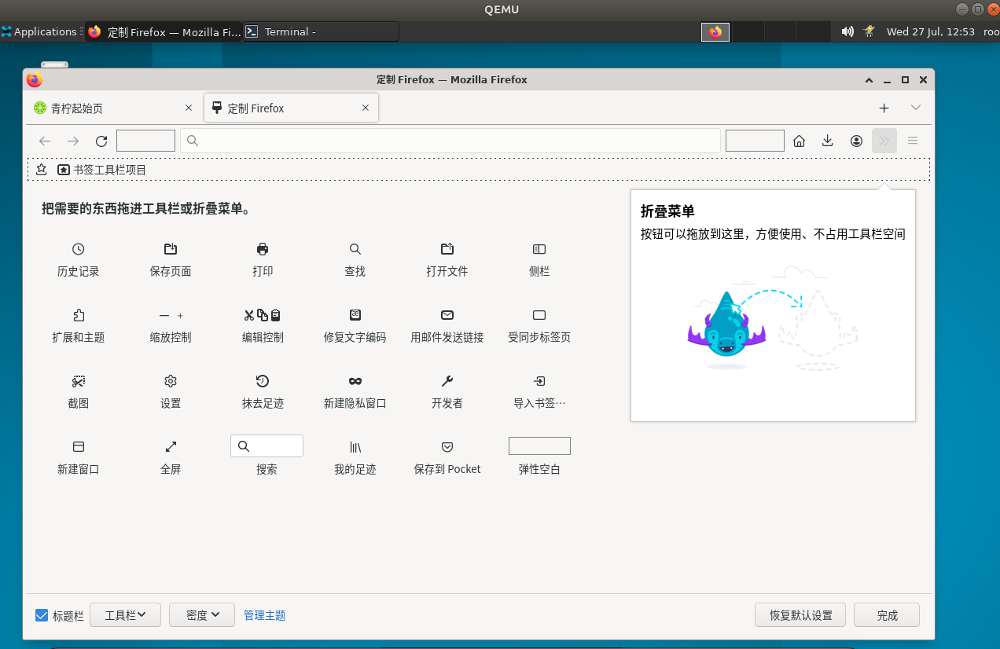 QEMU
Applications
定制 Firefox — Mozilla Fi...
Terminal -
Wed 27 Jul, 12:53
roo
定制 Firefox — Mozilla Firefox
青柠起始页
定制 Firefox
书签工具栏项目
把需要的东西拖进工具栏或折叠菜单。
历史记录
保存页面
打印
查找
打开文件
侧栏
扩展和主题
缩放控制
编辑控制
修复文字编码
用邮件发送链接
受同步标签页
截图
设置
抹去足迹
新建隐私窗口
开发者
导入书签…
新建窗口
全屏
搜索
我的足迹
保存到 Pocket
弹性空白
折叠菜单
按钮可以拖放到这里，方便使用、不占用工具栏空间
标题栏
工具栏
密度
管理主题
恢复默认设置
完成